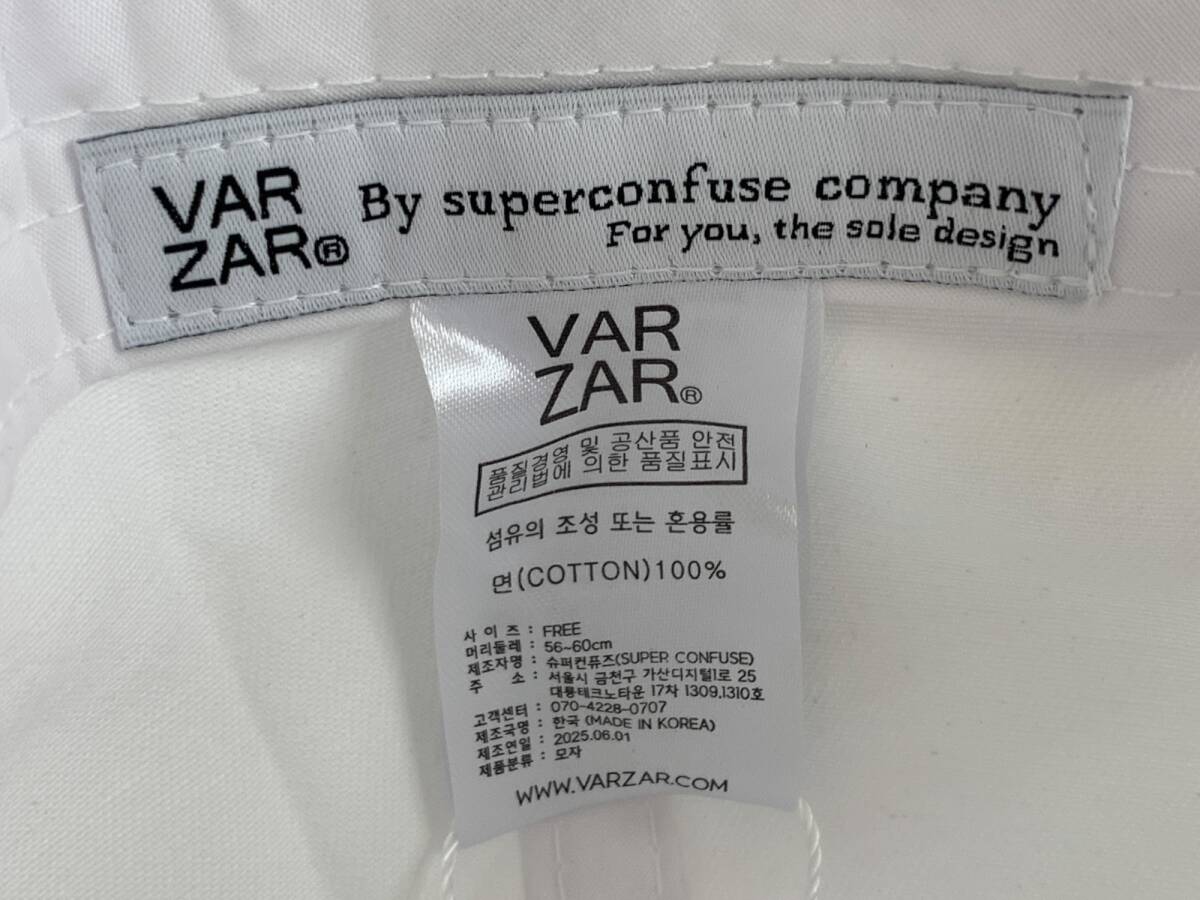 VAR
ZAR®
By superconfuse company
For you, the sole design
VAR
ZAR®
품질경영 및 공산품 안전
관리법에 의한 품질표시
섬유의 조성 또는 혼용률
면(COTTON)100%
사 이 즈 : FREE
머리둘레 : 56~60cm
제조자명 : 슈퍼컨퓨즈(SUPER CONFUSE)
주 소 : 서울시 금천구 가산디지털1로 25
대륭테크노타운 17차 1309,1310호
고객센터 : 070-4228-0707
제조국명 : 한국 (MADE IN KOREA)
제조연일 : 2025.06.01
제품분류 : 모자
WWW.VARZAR.COM